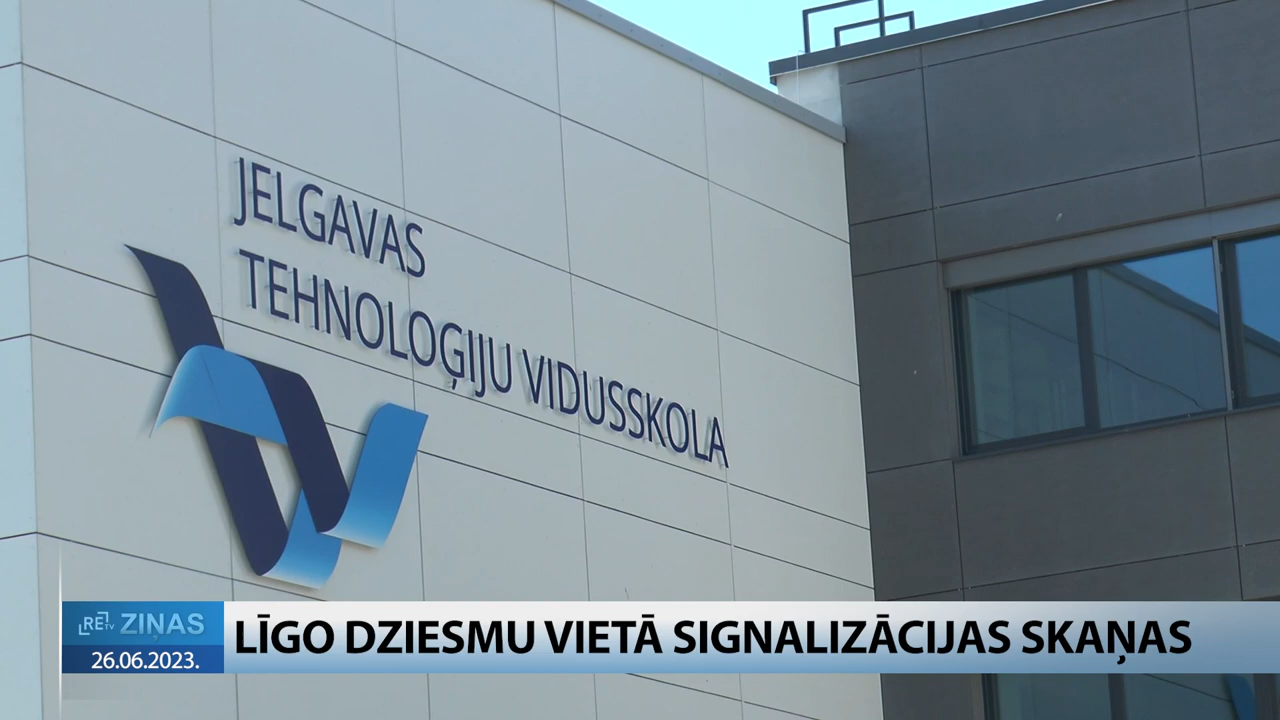 JELGAVAS
TEHNOLOĢIJU VIDUSSKOLA
RE TV ZIŅAS
26.06.2023.
LĪGO DZIESMU VIETĀ SIGNALIZĀCIJAS SKAŅAS